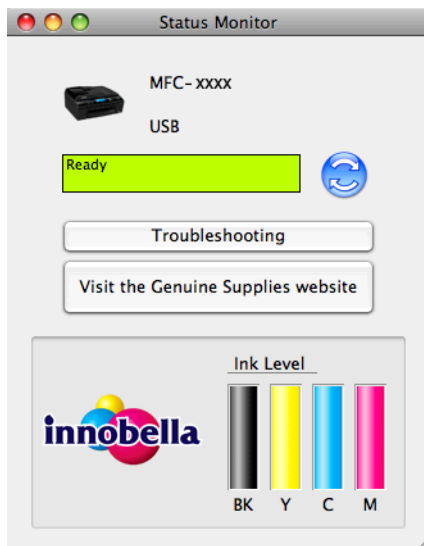 Status Monitor
MFC- xxxx
USB
Ready
Troubleshooting
Visit the Genuine Supplies website
Ink Level
innobella
BK Y C M